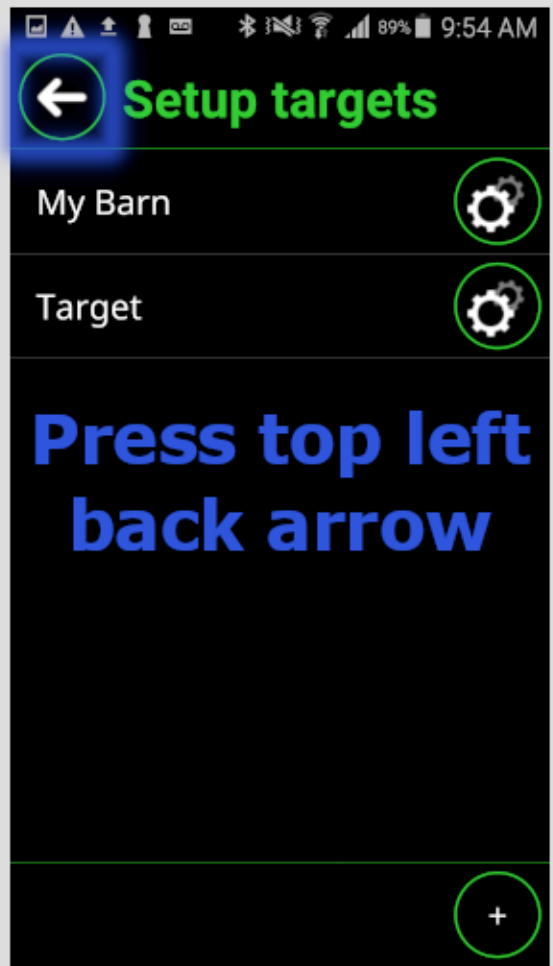 89% 9:54 AM
Setup targets
My Barn
Target
Press top left
back arrow
+